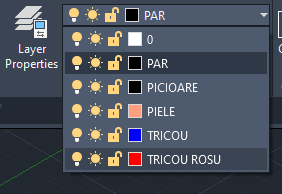 PAR
Layer
Properties
0
PAR
PICIOARE
PIELE
TRICOU
TRICOU ROSU